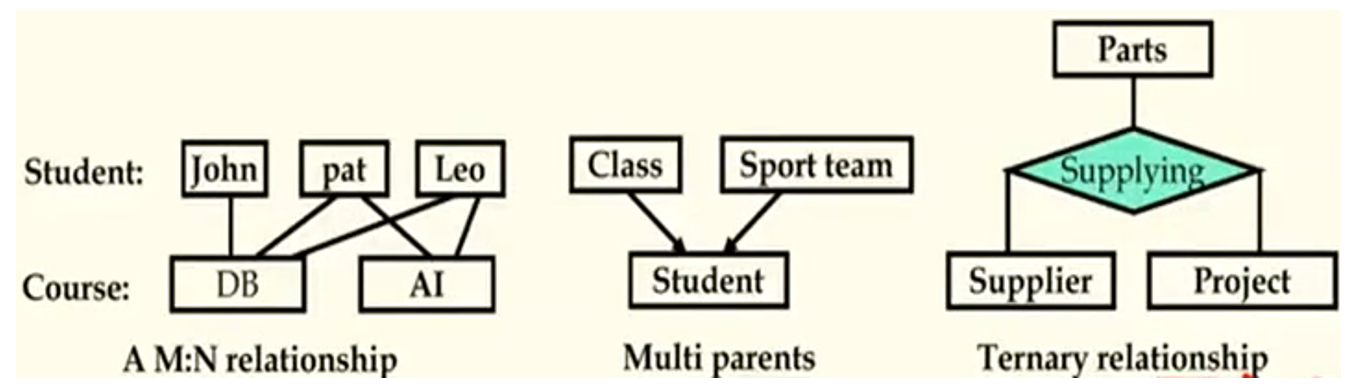 Student: John pat Leo
Course: DB AI
A M:N relationship
Class Sport team
Student
Multi parents
Parts
Supplying
Supplier Project
Ternary relationship